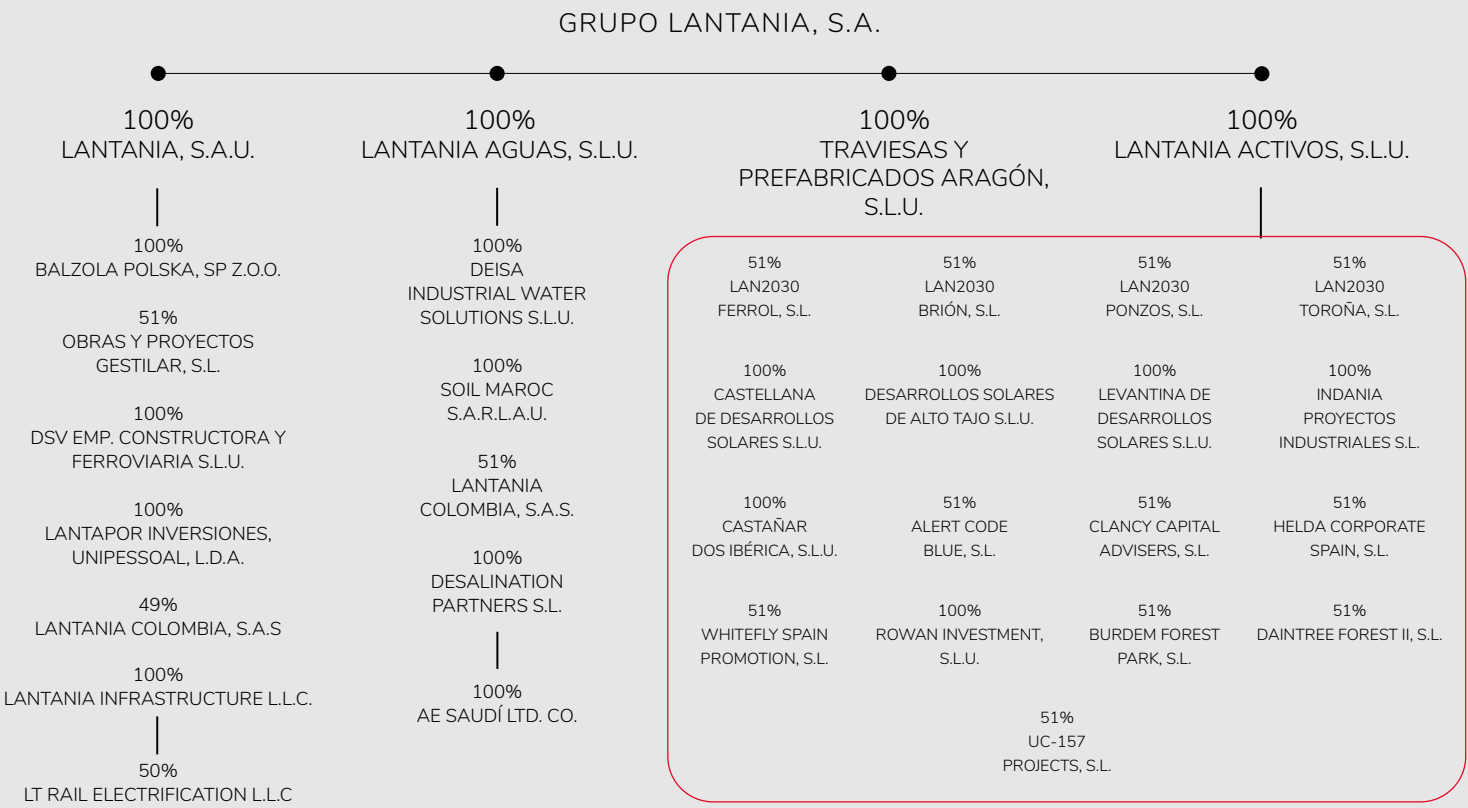 GRUPO LANTANIA, S.A.
100%
LANTANIA, S.A.U.
100%
BALZOLA POLSKA, SP Z.O.O.
51%
OBRAS Y PROYECTOS
GESTILAR, S.L.
100%
DSV EMP. CONSTRUCTORA Y
FERROVIARIA S.L.U.
100%
LANTAPOR INVERSIONES,
UNIPESSOAL, L.D.A.
49%
LANTANIA COLOMBIA, S.A.S
100%
LANTANIA INFRASTRUCTURE L.L.C.
50%
LT RAIL ELECTRIFICATION L.L.C
100%
LANTANIA AGUAS, S.L.U.
100%
DEISA
INDUSTRIAL WATER
SOLUTIONS S.L.U.
100%
SOIL MAROC
S.A.R.L.A.U.
51%
LANTANIA
COLOMBIA, S.A.S.
100%
DESALINATION
PARTNERS S.L.
100%
AE SAUDÍ LTD. CO.
100%
TRAVIESAS Y
PREFABRICADOS ARAGÓN,
S.L.U.
100%
LANTANIA ACTIVOS, S.L.U.
51%
LAN2030
FERROL, S.L.
51%
LAN2030
BRIÓN, S.L.
51%
LAN2030
PONZOS, S.L.
51%
LAN2030
TOROÑA, S.L.
100%
CASTELLANA
DE DESARROLLOS
SOLARES S.L.U.
100%
DESARROLLOS SOLARES
DE ALTO TAJO S.L.U.
100%
LEVANTINA DE
DESARROLLOS
SOLARES S.L.U.
100%
INDANIA
PROYECTOS
INDUSTRIALES S.L.
100%
CASTAÑAR
DOS IBÉRICA, S.L.U.
51%
ALERT CODE
BLUE, S.L.
51%
CLANCY CAPITAL
ADVISERS, S.L.
51%
HELDA CORPORATE
SPAIN, S.L.
51%
WHITEFLY SPAIN
PROMOTION, S.L.
100%
ROWAN INVESTMENT,
S.L.U.
51%
BURDEM FOREST
PARK, S.L.
51%
DAINTREE FOREST II, S.L.
51%
UC-157
PROJECTS, S.L.